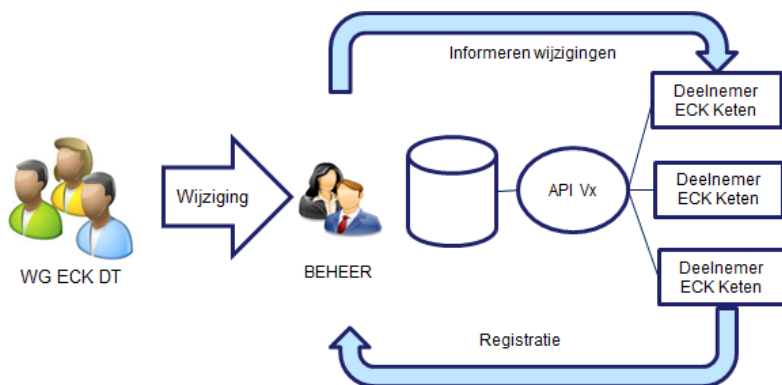 Informeren wijzigingen
Deelnemer
ECK Keten
Wijziging
API Vx
Deelnemer
ECK Keten
WG ECK DT
BEHEER
Deelnemer
ECK Keten
Registratie